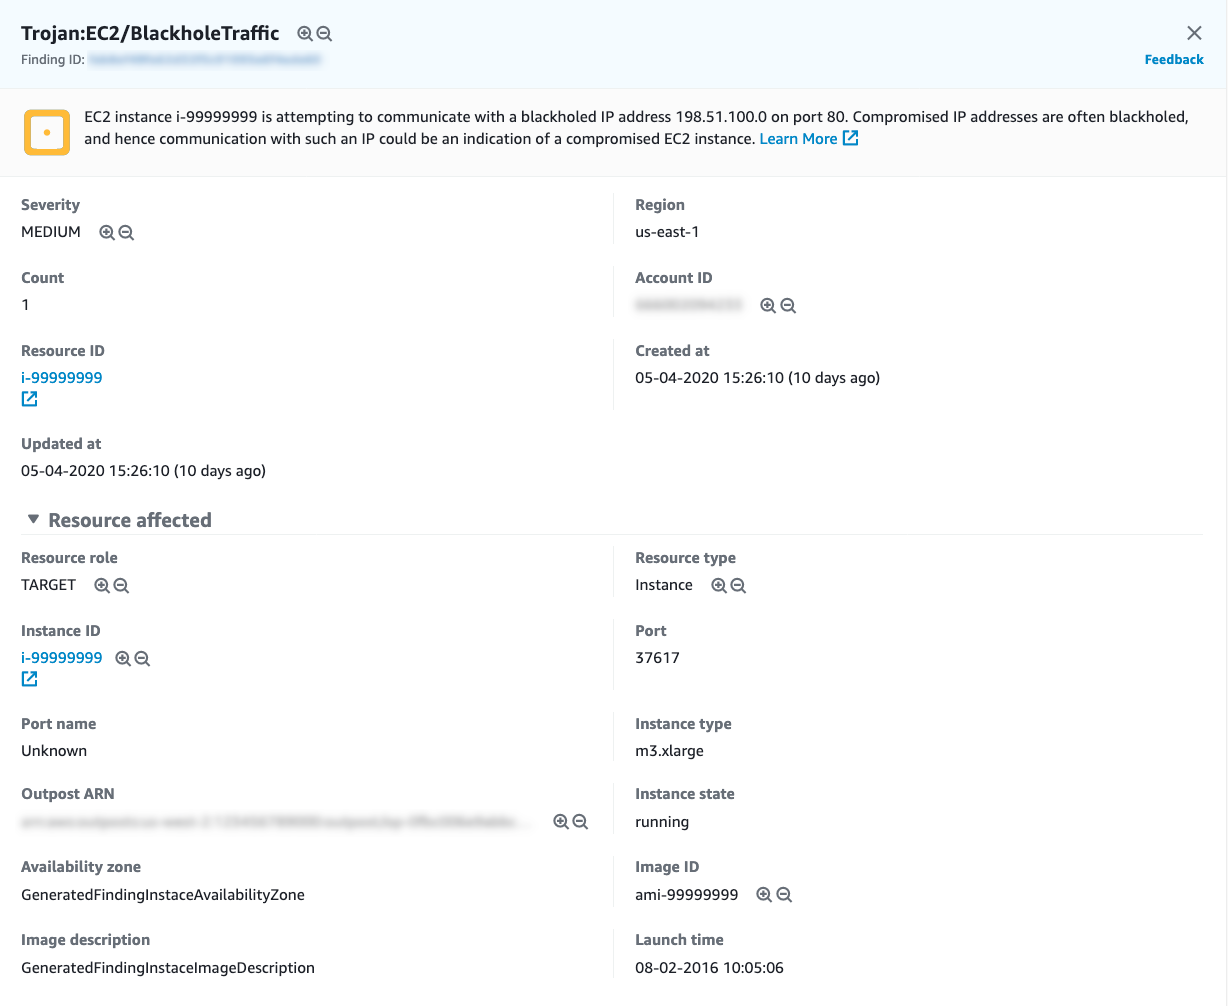 Trojan:EC2/BlackholeTraffic
Finding ID:
Feedback
EC2 instance i-99999999 is attempting to communicate with a blackholed IP address 198.51.100.0 on port 80. Compromised IP addresses are often blackholed,
and hence communication with such an IP could be an indication of a compromised EC2 instance. Learn More
Severity
MEDIUM
Region
us-east-1
Count
1
Account ID
Resource ID
i-99999999
Created at
05-04-2020 15:26:10 (10 days ago)
Updated at
05-04-2020 15:26:10 (10 days ago)
Resource affected
Resource role
TARGET
Resource type
Instance
Instance ID
i-99999999
Port
37617
Port name
Unknown
Instance type
m3.xlarge
Outpost ARN
Instance state
running
Availability zone
GeneratedFindingInstaceAvailabilityZone
Image ID
ami-99999999
Image description
GeneratedFindingInstaceImageDescription
Launch time
08-02-2016 10:05:06